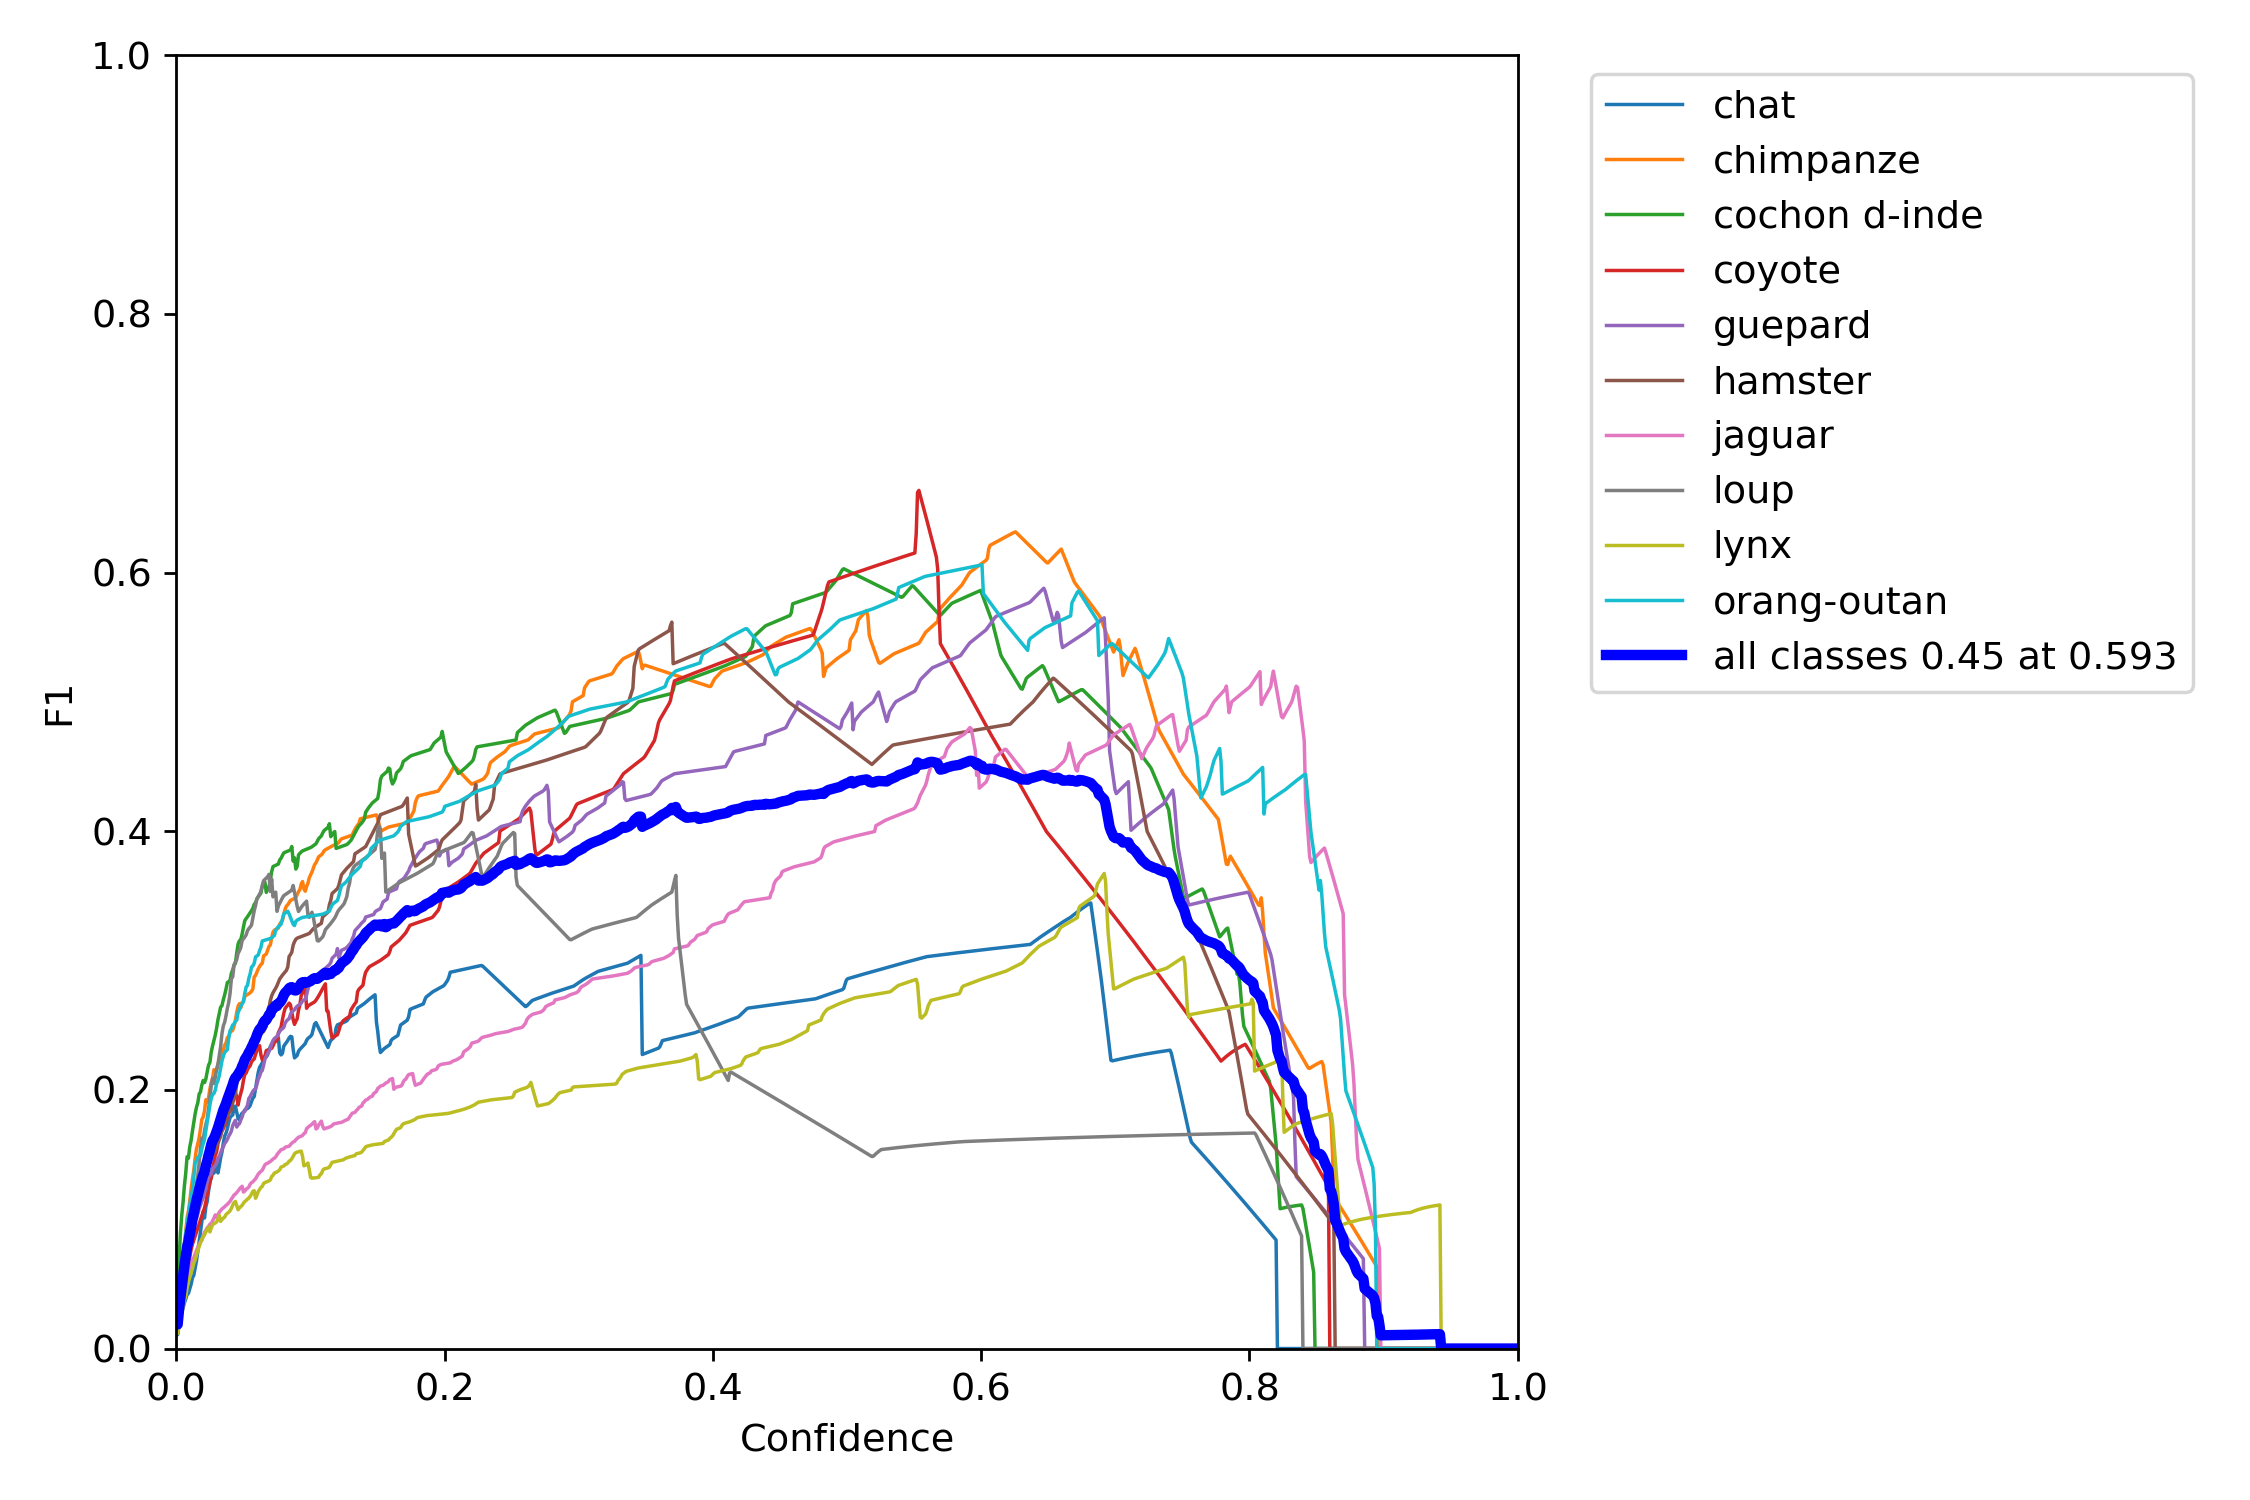 1.0
0.8
0.6
0.4
0.2
0.0
F1
0.0 0.2 0.4 0.6 0.8 1.0
Confidence
chat
chimpanze
cochon d-inde
coyote
guepard
hamster
jaguar
loup
lynx
orang-outan
all classes 0.45 at 0.593